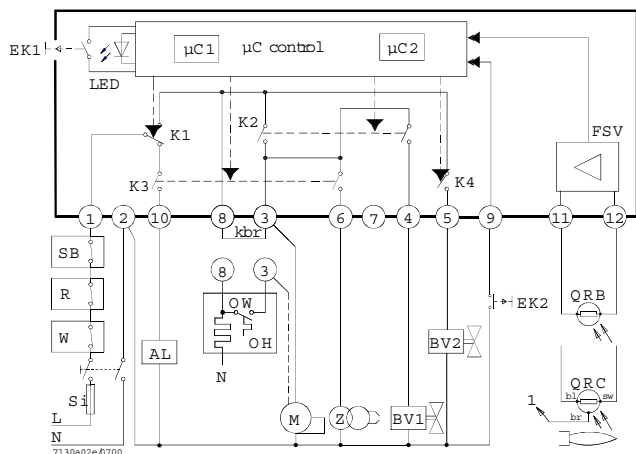 EK1
LED
µC1
µC control
µC2
FSV
K1
K2
K3
K4
1
2
10
8
3
6
7
4
5
9
11
12
kbr
SB
R
W
Si
L
N
7130a02e/0700
AL
8
3
OW
OH
N
M
Z
BV1
BV2
EK2
QRB
QRC
bl
sw
br
1